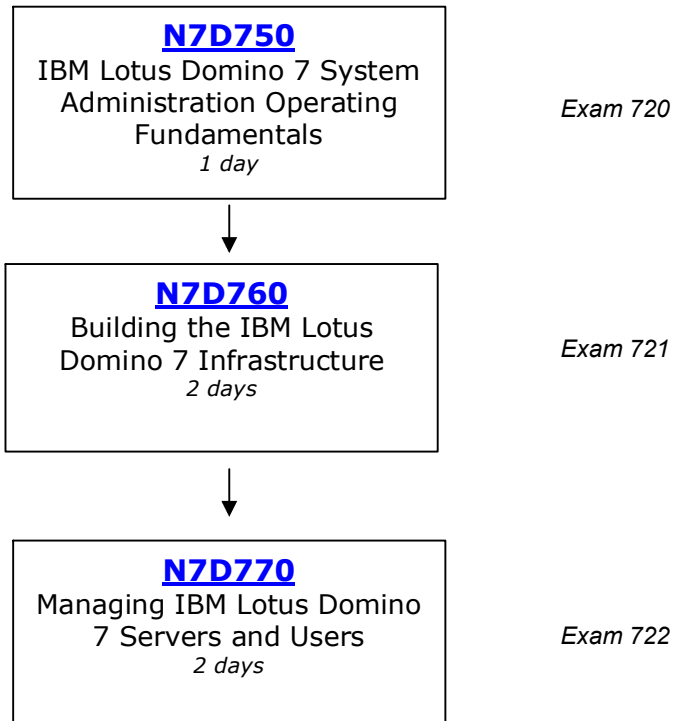 N7D750
IBM Lotus Domino 7 System
Administration Operating
Fundamentals
1 day
Exam 720
N7D760
Building the IBM Lotus
Domino 7 Infrastructure
2 days
Exam 721
N7D770
Managing IBM Lotus Domino
7 Servers and Users
2 days
Exam 722